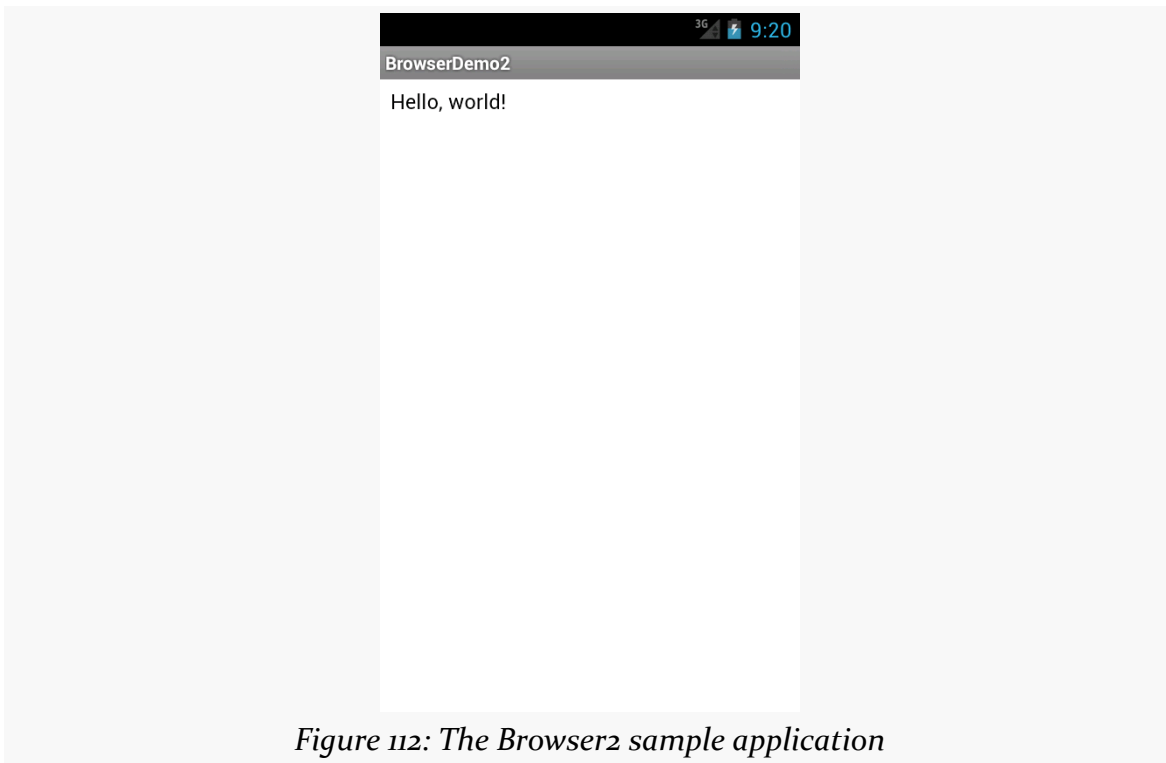 3G 9:20
BrowserDemo2
Hello, world!
Figure 112: The Browser2 sample application